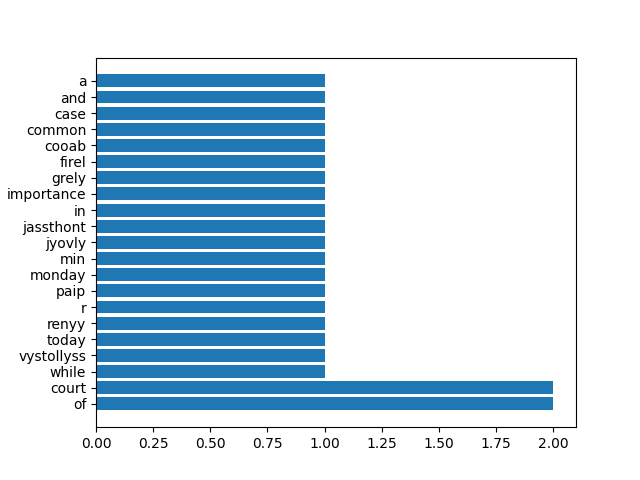 a
and
case
common
cooab
firel
grely
importance
in
jassthont
jyovly
min
monday
paip
r
renyy
today
vystollyss
while
court
of
0.00 0.25 0.50 0.75 1.00 1.25 1.50 1.75 2.00